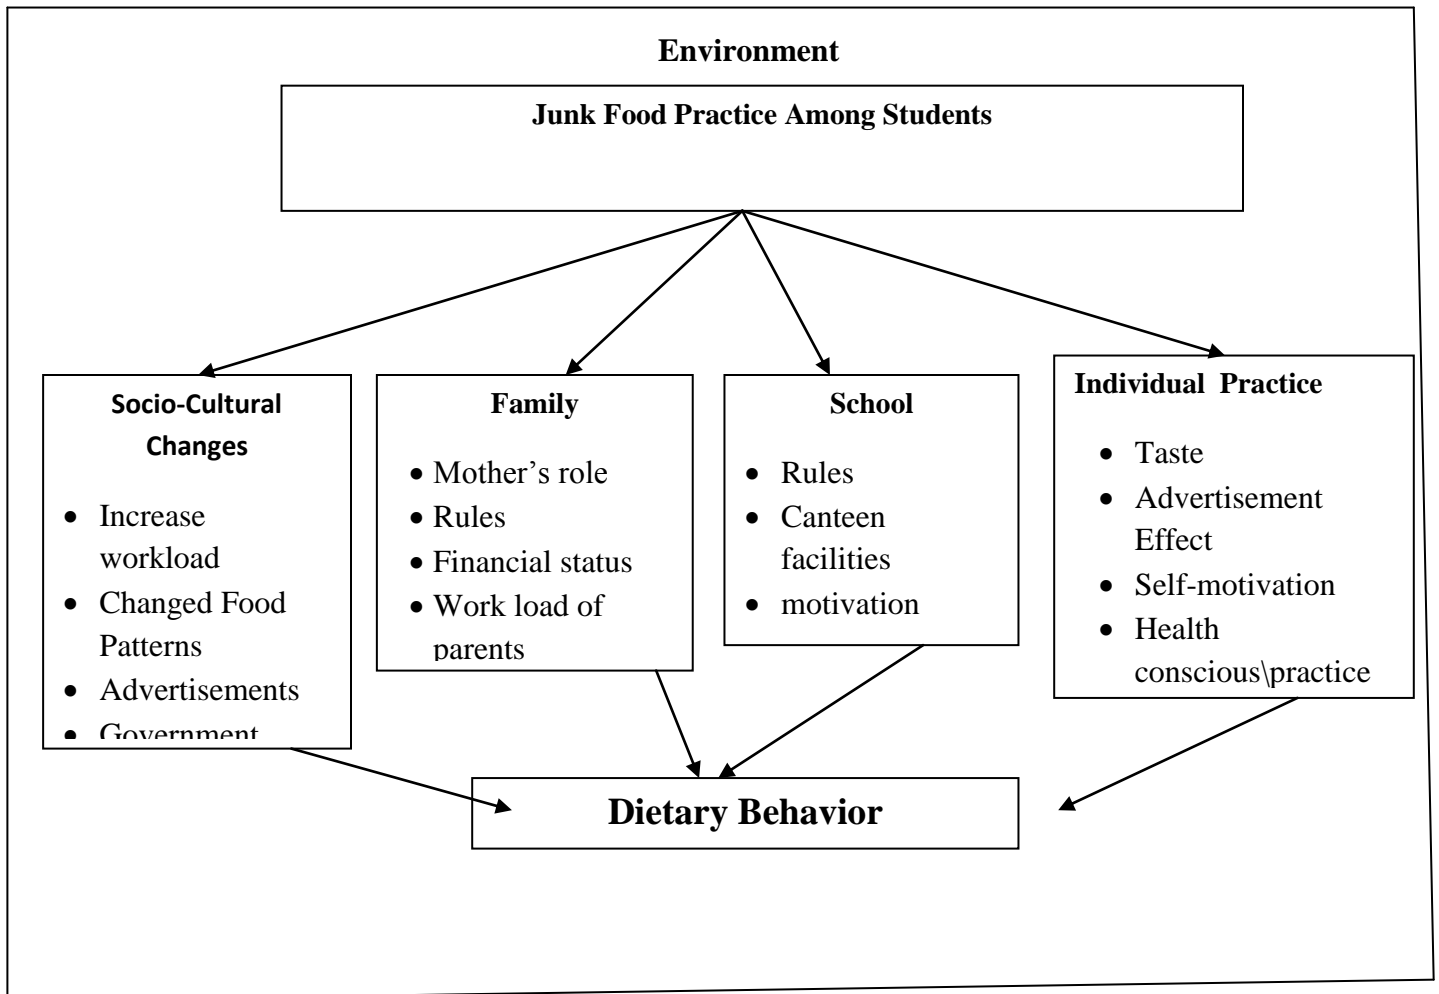 Environment
Junk Food Practice Among Students
Socio-Cultural
Changes
• Increase
workload
• Changed Food
Patterns
• Advertisements
• Government
Family
• Mother’s role
• Rules
• Financial status
• Work load of
parents
School
• Rules
• Canteen
facilities
• motivation
Individual Practice
• Taste
• Advertisement
Effect
• Self-motivation
• Health
conscious\practice
Dietary Behavior